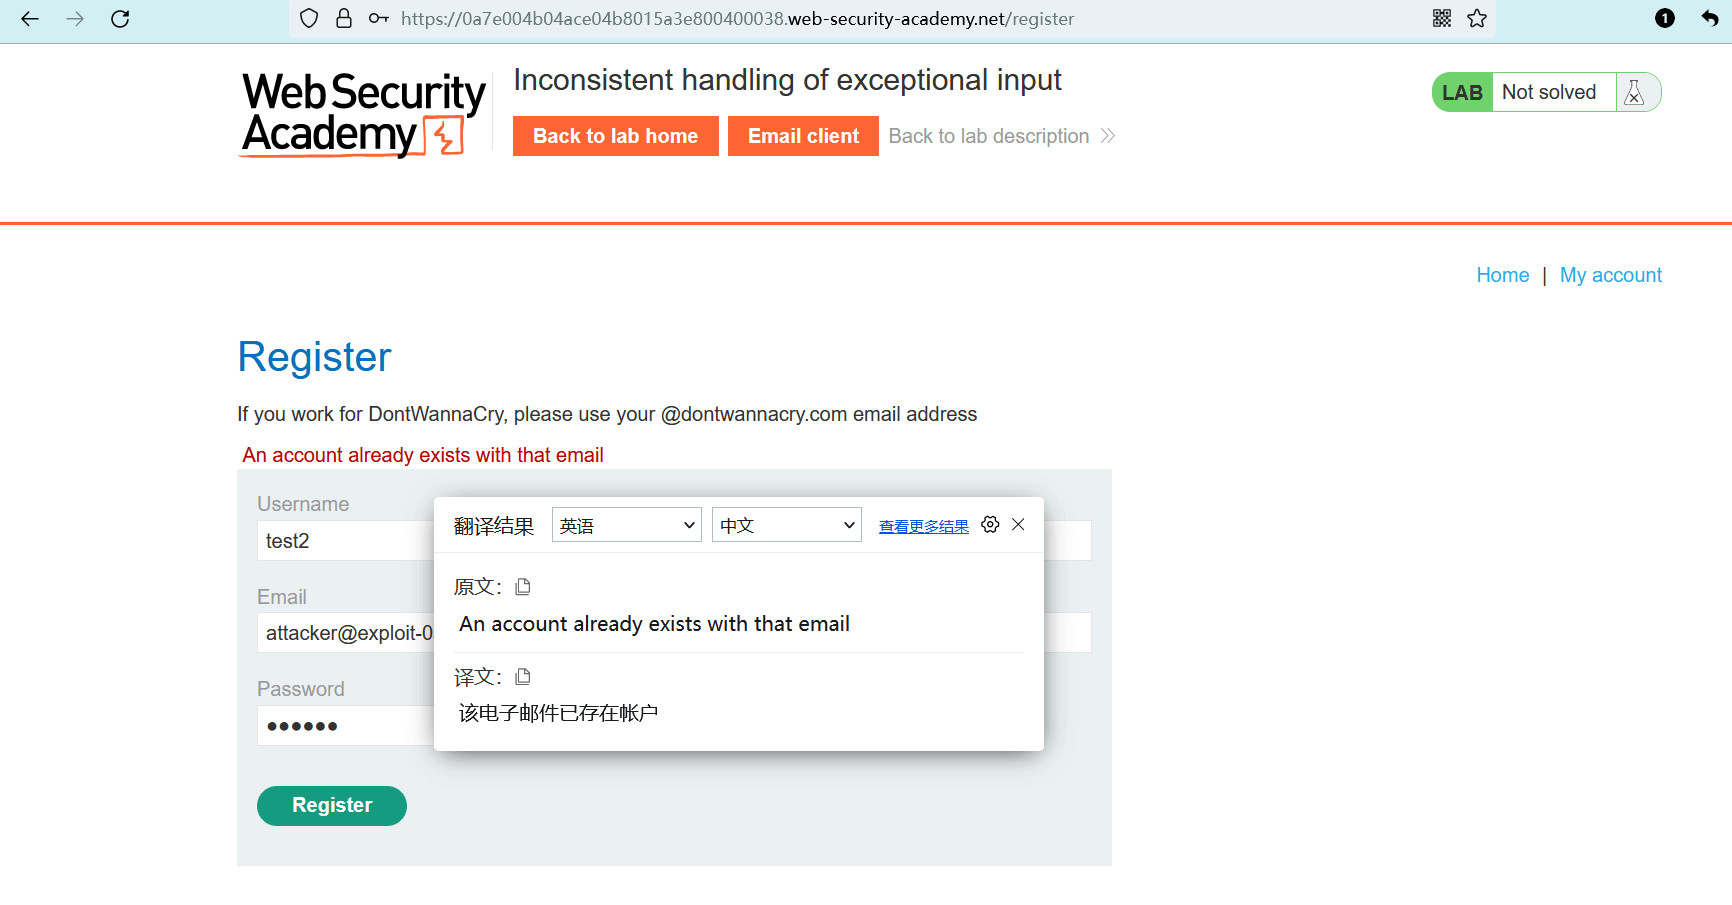 https://0a7e004b04ace04b8015a3e800400038.web-security-academy.net/register
1
Web Security
Academy
Inconsistent handling of exceptional input
Back to lab home
Email client
Back to lab description
LAB
Not solved
Home | My account
Register
If you work for DontWannaCry, please use your @dontwannacry.com email address
An account already exists with that email
Username
test2
Email
attacker@exploit-0
Password
Register
翻译结果
英语
中文
查看更多结果
原文：
An account already exists with that email
译文：
该电子邮件已存在帐户